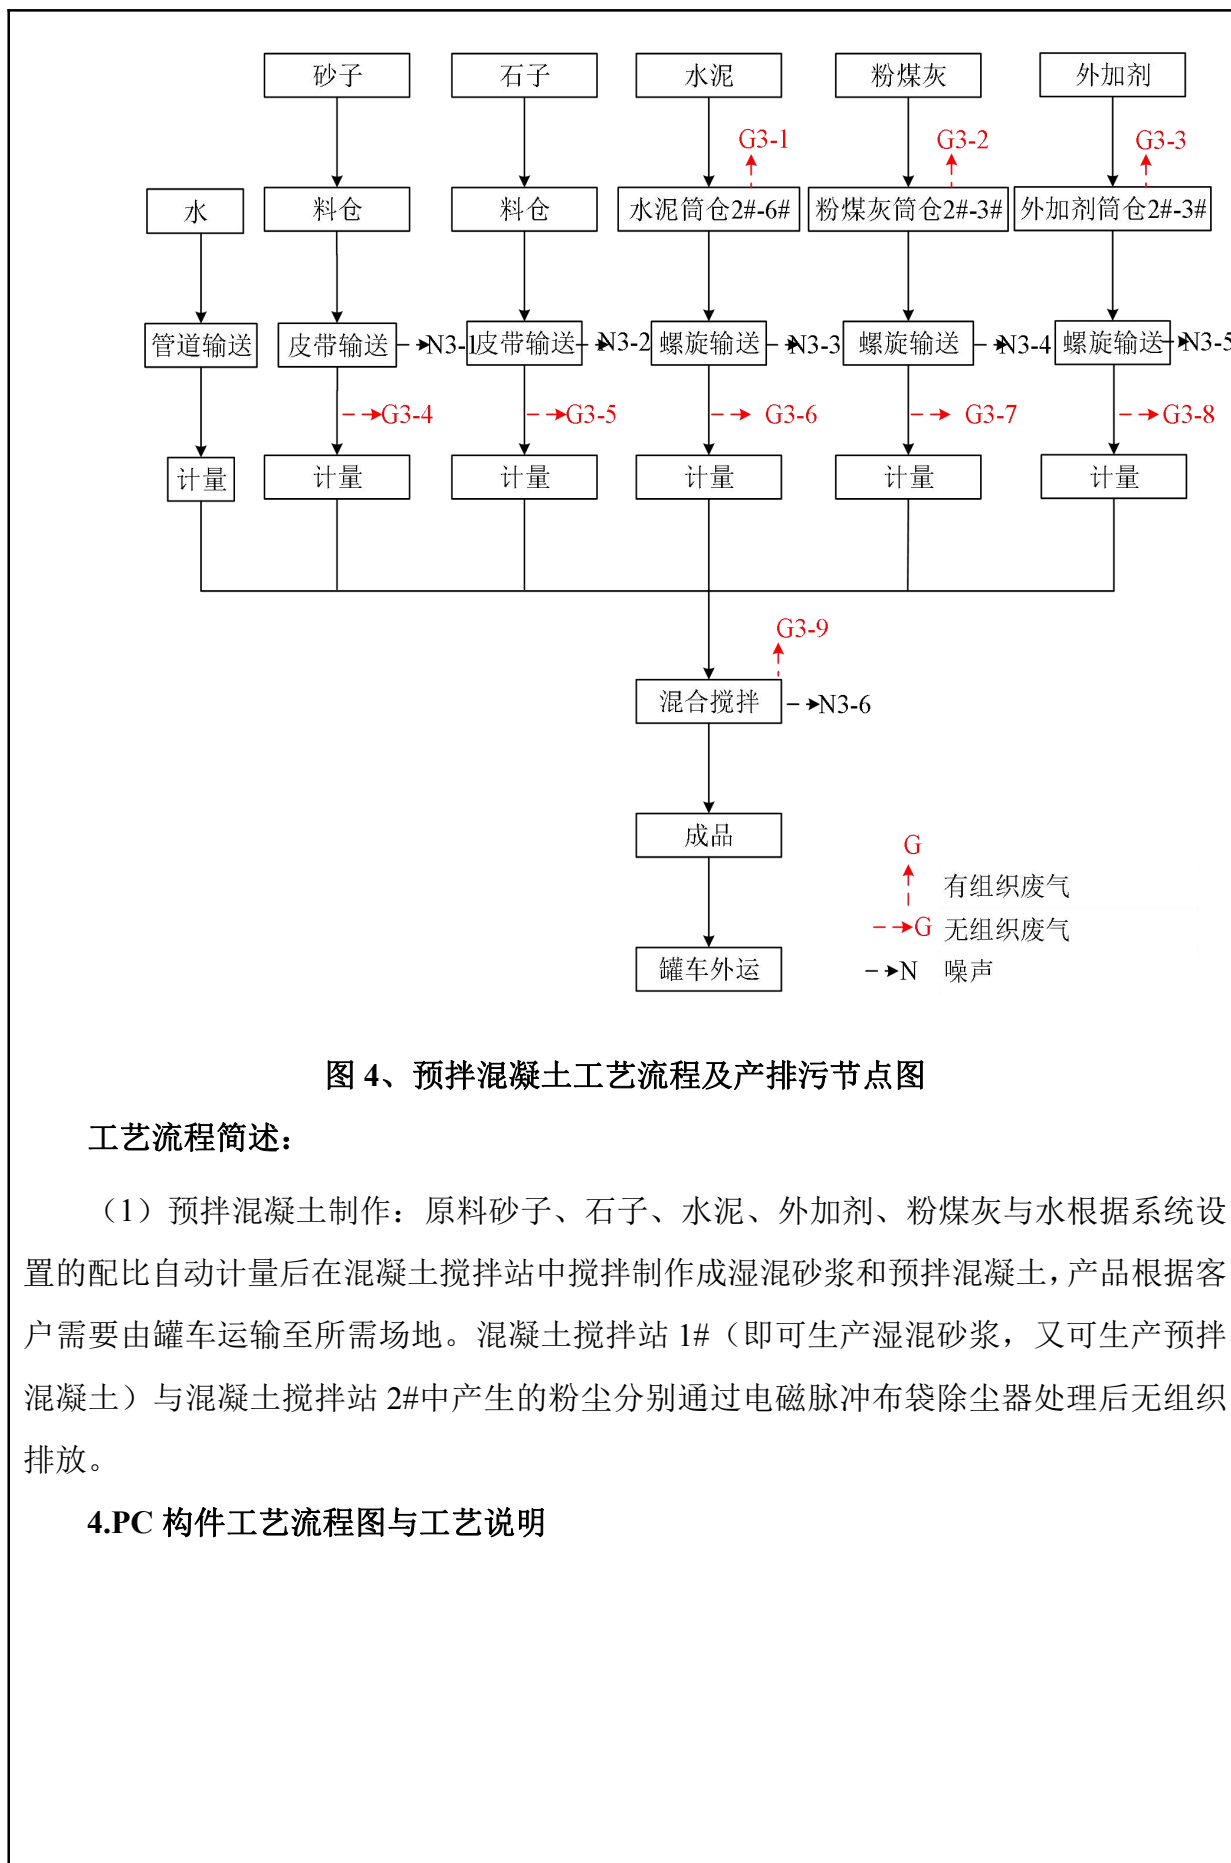 砂子 石子 水泥 粉煤灰 外加剂
G3-1 G3-2 G3-3
水 料仓 料仓 水泥筒仓2#-6# 粉煤灰筒仓2#-3# 外加剂筒仓2#-3#
管道输送 皮带输送 N3-1 皮带输送 N3-2 螺旋输送 N3-3 螺旋输送 N3-4 螺旋输送 N3-5
G3-4 G3-5 G3-6 G3-7 G3-8
计量 计量 计量 计量 计量 计量
G3-9
混合搅拌 N3-6
成品
G
有组织废气
G 无组织废气
罐车外运
N 噪声
图 4、预拌混凝土工艺流程及产排污节点图
工艺流程简述：
（1）预拌混凝土制作：原料砂子、石子、水泥、外加剂、粉煤灰与水根据系统设
置的配比自动计量后在混凝土搅拌站中搅拌制作成湿混砂浆和预拌混凝土，产品根据客
户需要由罐车运输至所需场地。混凝土搅拌站 1#（即可生产湿混砂浆，又可生产预拌
混凝土）与混凝土搅拌站 2#中产生的粉尘分别通过电磁脉冲布袋除尘器处理后无组织
排放。
4.PC 构件工艺流程图与工艺说明